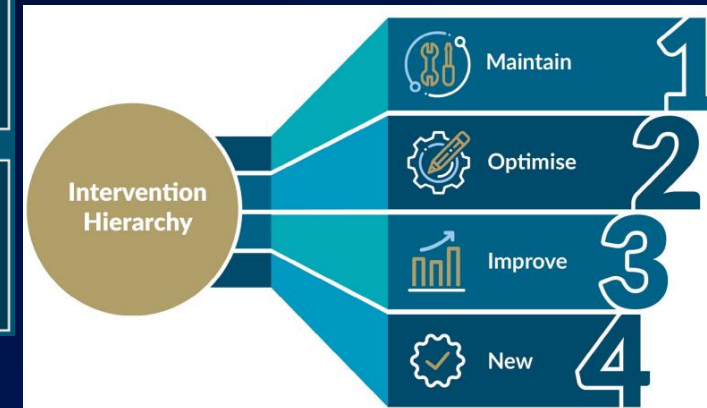 Intervention
Hierarchy
Maintain 1
Optimise 2
Improve 3
New 4